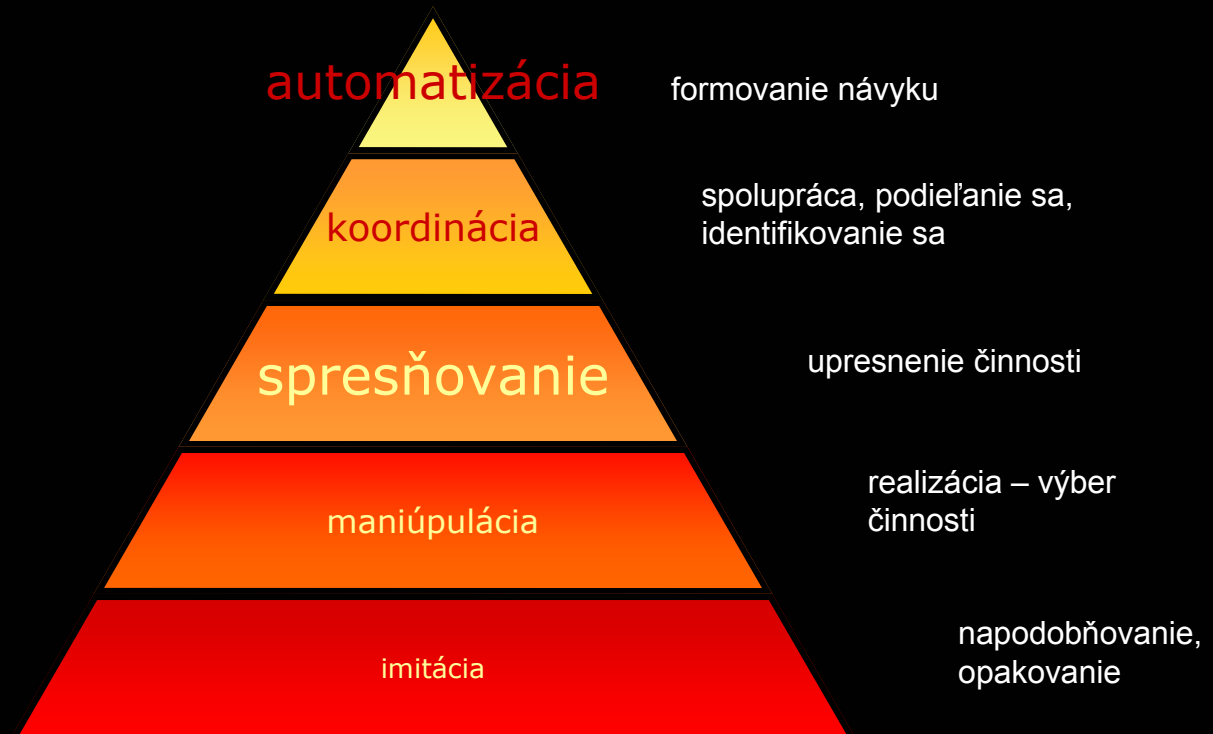 automatizácia
formovanie návyku
koordinácia
spolupráca, podieľanie sa,
identifikovanie sa
spresňovanie
upresnenie činnosti
maniúpulácia
realizácia – výber
činnosti
imitácia
napodobňovanie,
opakovanie